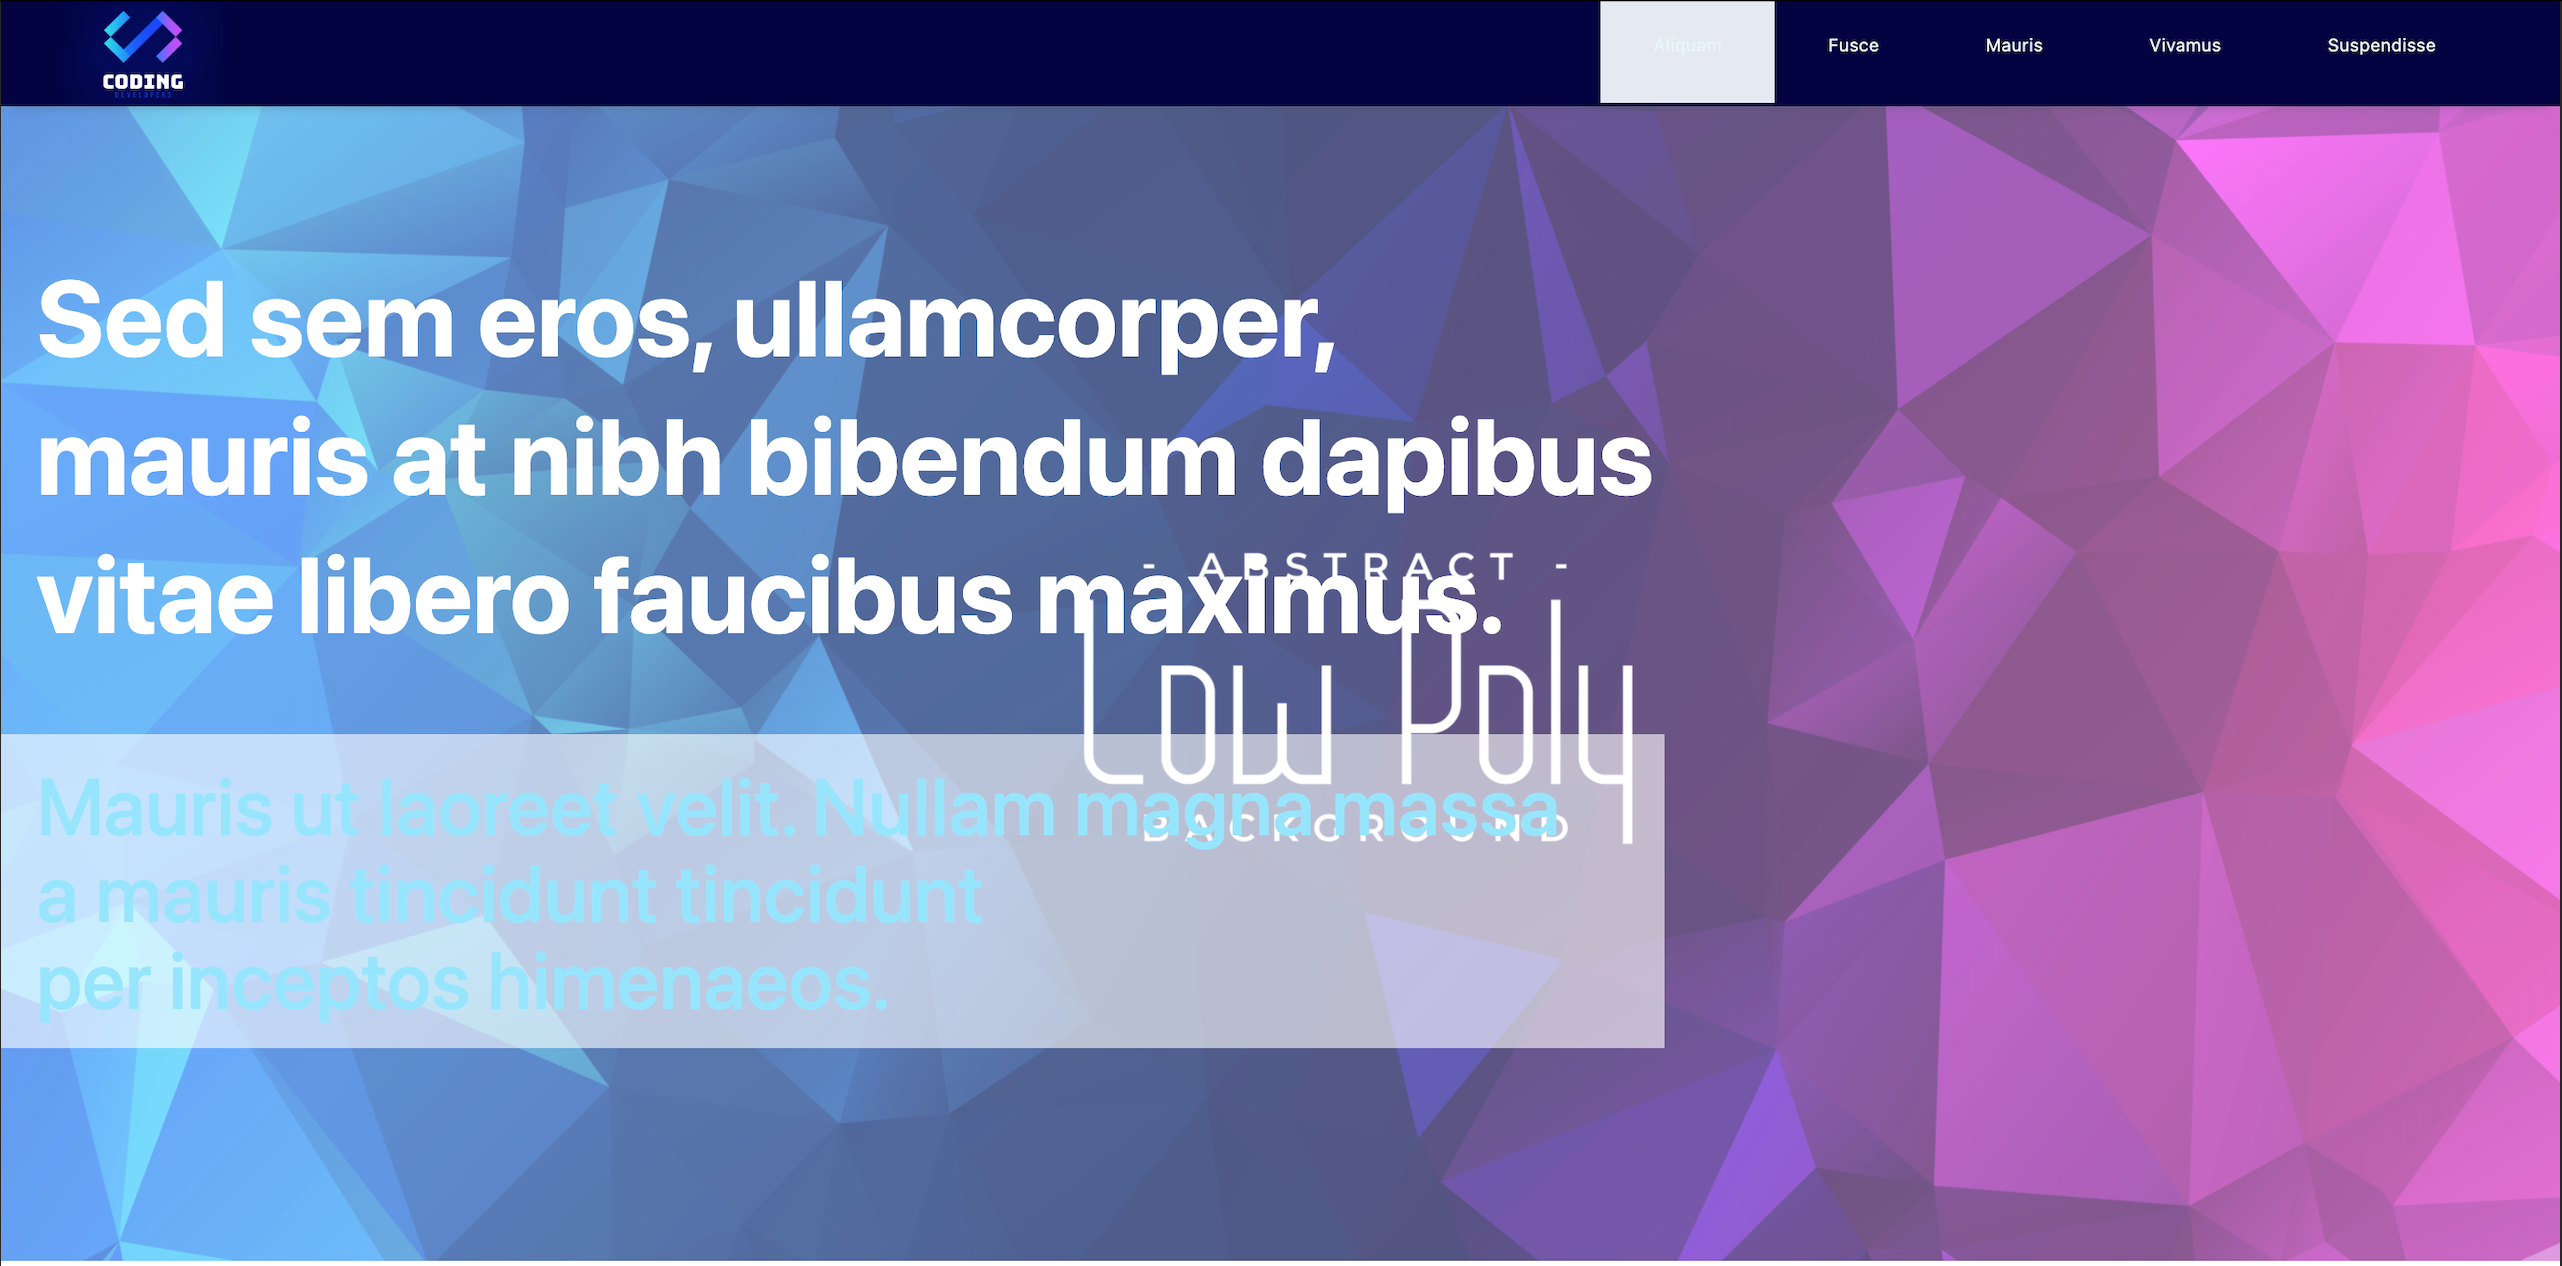 CODING
DEVELOPERS
Aliquam
Fusce
Mauris
Vivamus
Suspendisse
Sed sem eros, ullamcorper,
mauris at nibh bibendum dapibus
vitae libero faucibus maximus.
- ABSTRACT -
Low Poly
BACKGROUND
Mauris ut laoreet velit. Nullam magna massa
a mauris tincidunt tincidunt
per inceptos himenaeos.